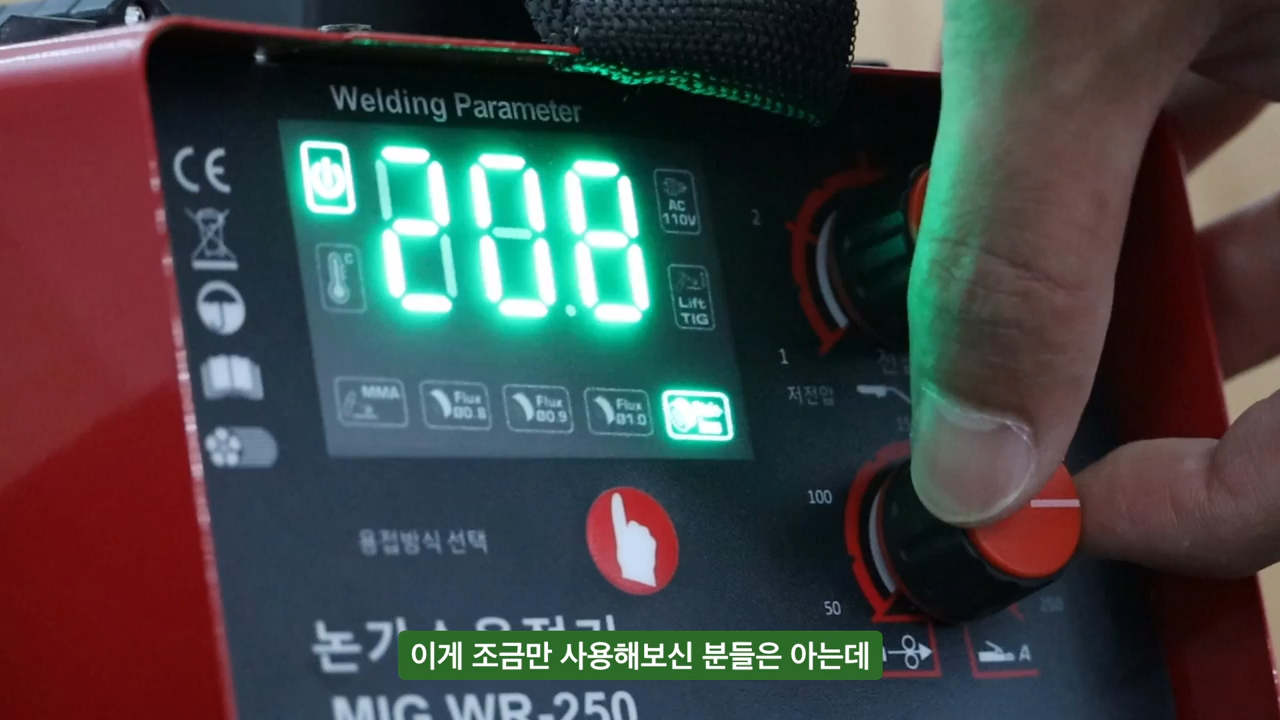 Welding Parameter
CE
208
AC
110V
Lift
TIG
MMA
Flux
Ø0.8
Flux
Ø0.9
Flux
Ø1.0
2
1
저전압
100
50
250
A
용접방식 선택
논가스용접기
MIG WR-250
이게 조금만 사용해보신 분들은 아는데